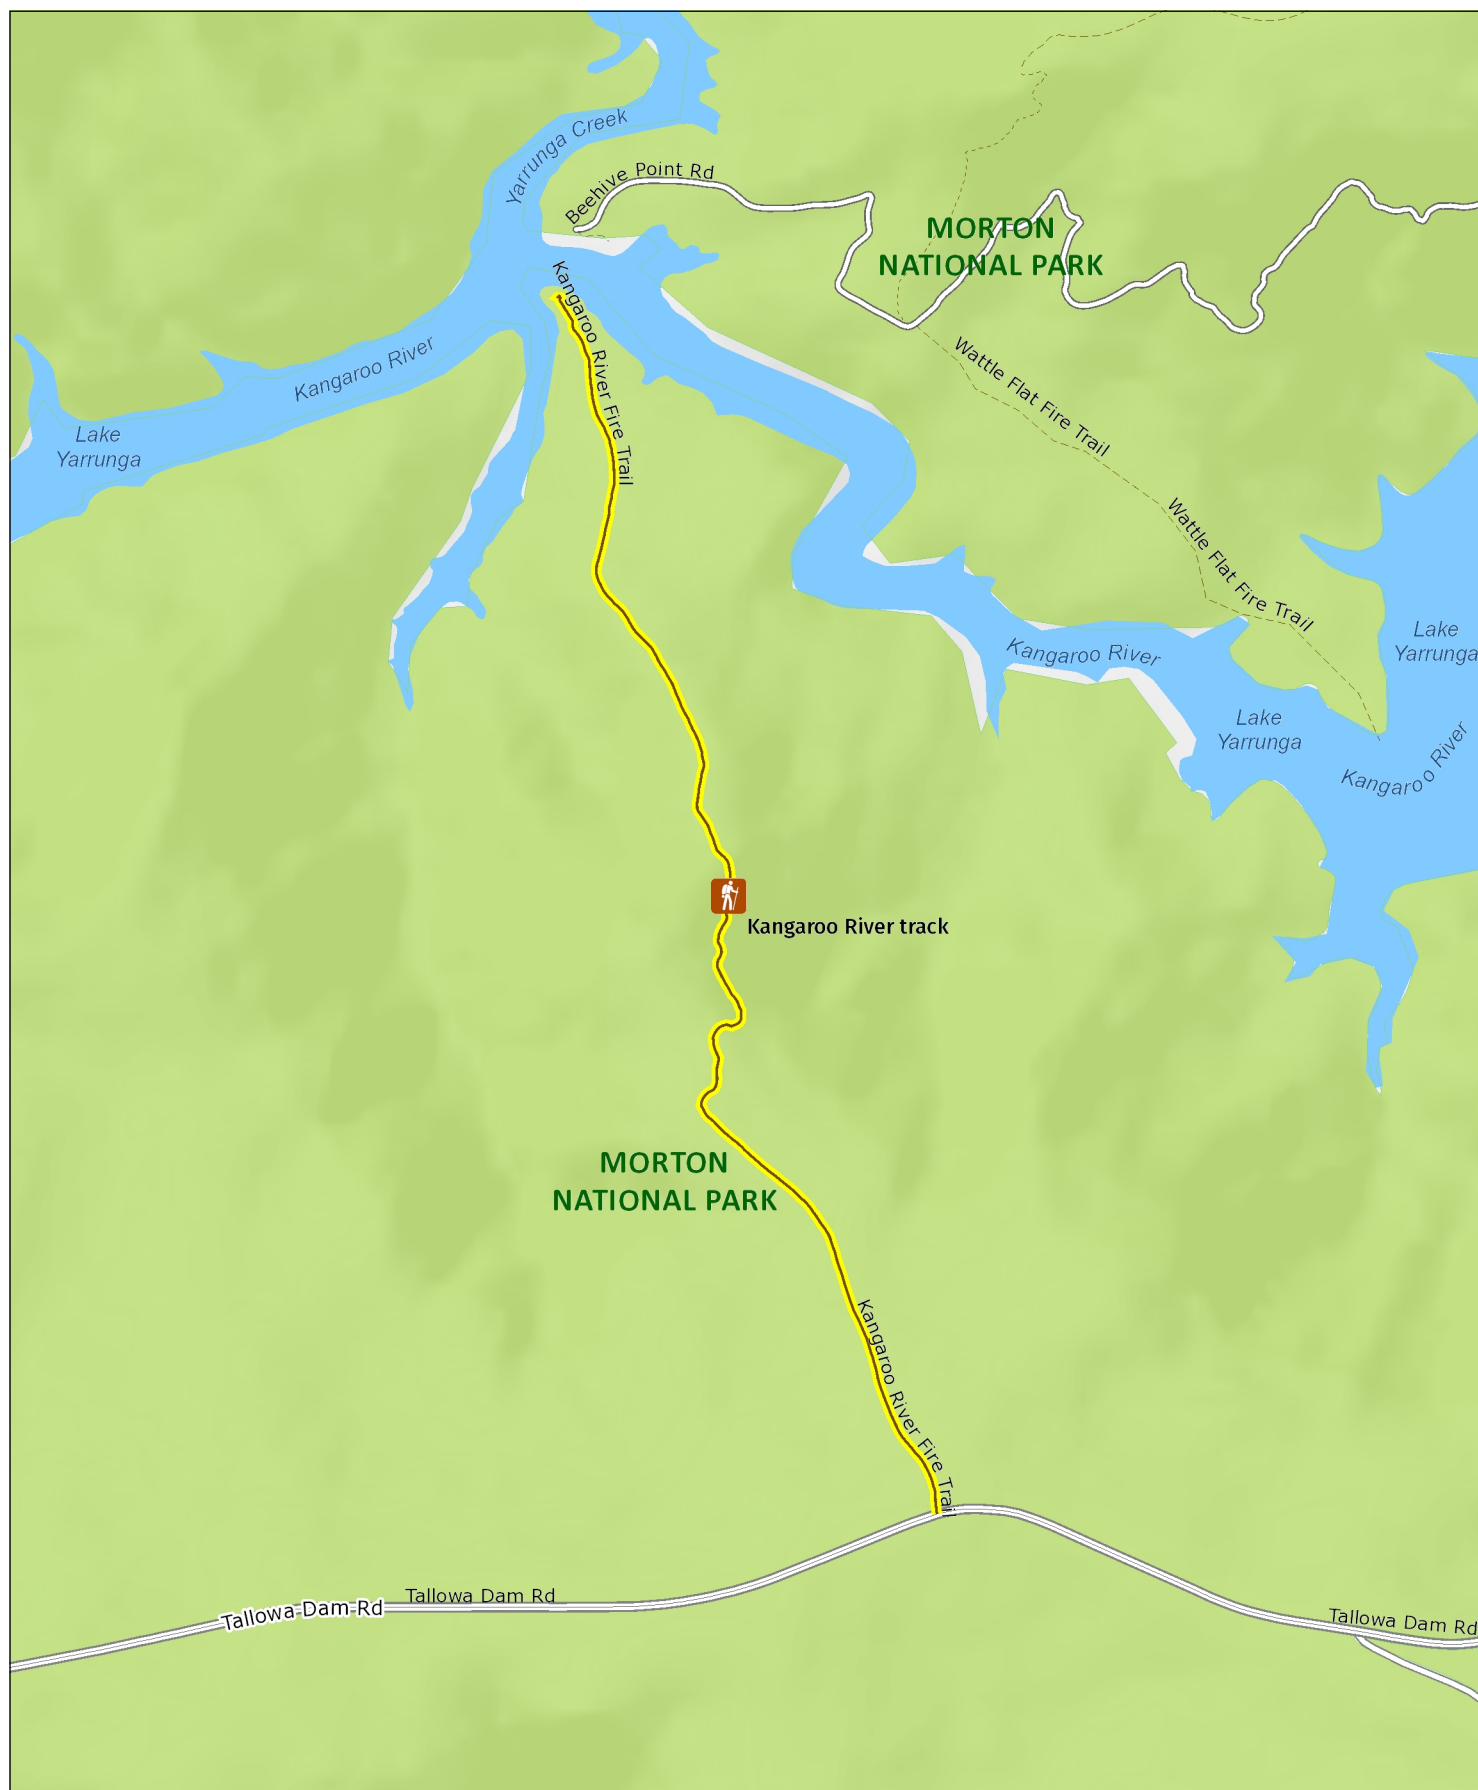 Yarrunga Creek
Beehive Point Rd
MORTON
NATIONAL PARK
Kangaroo River Fire Trail
Kangaroo River
Wattle Flat Fire Trail
Lake
Yarrunga
Wattle Flat Fire Trail
Lake
Yarrunga
Kangaroo River
Lake
Yarrunga
Kangaroo River
Kangaroo River track
MORTON
NATIONAL PARK
Kangaroo River Fire Trail
Tallowa Dam Rd
Tallowa Dam Rd
Tallowa Dam Rd